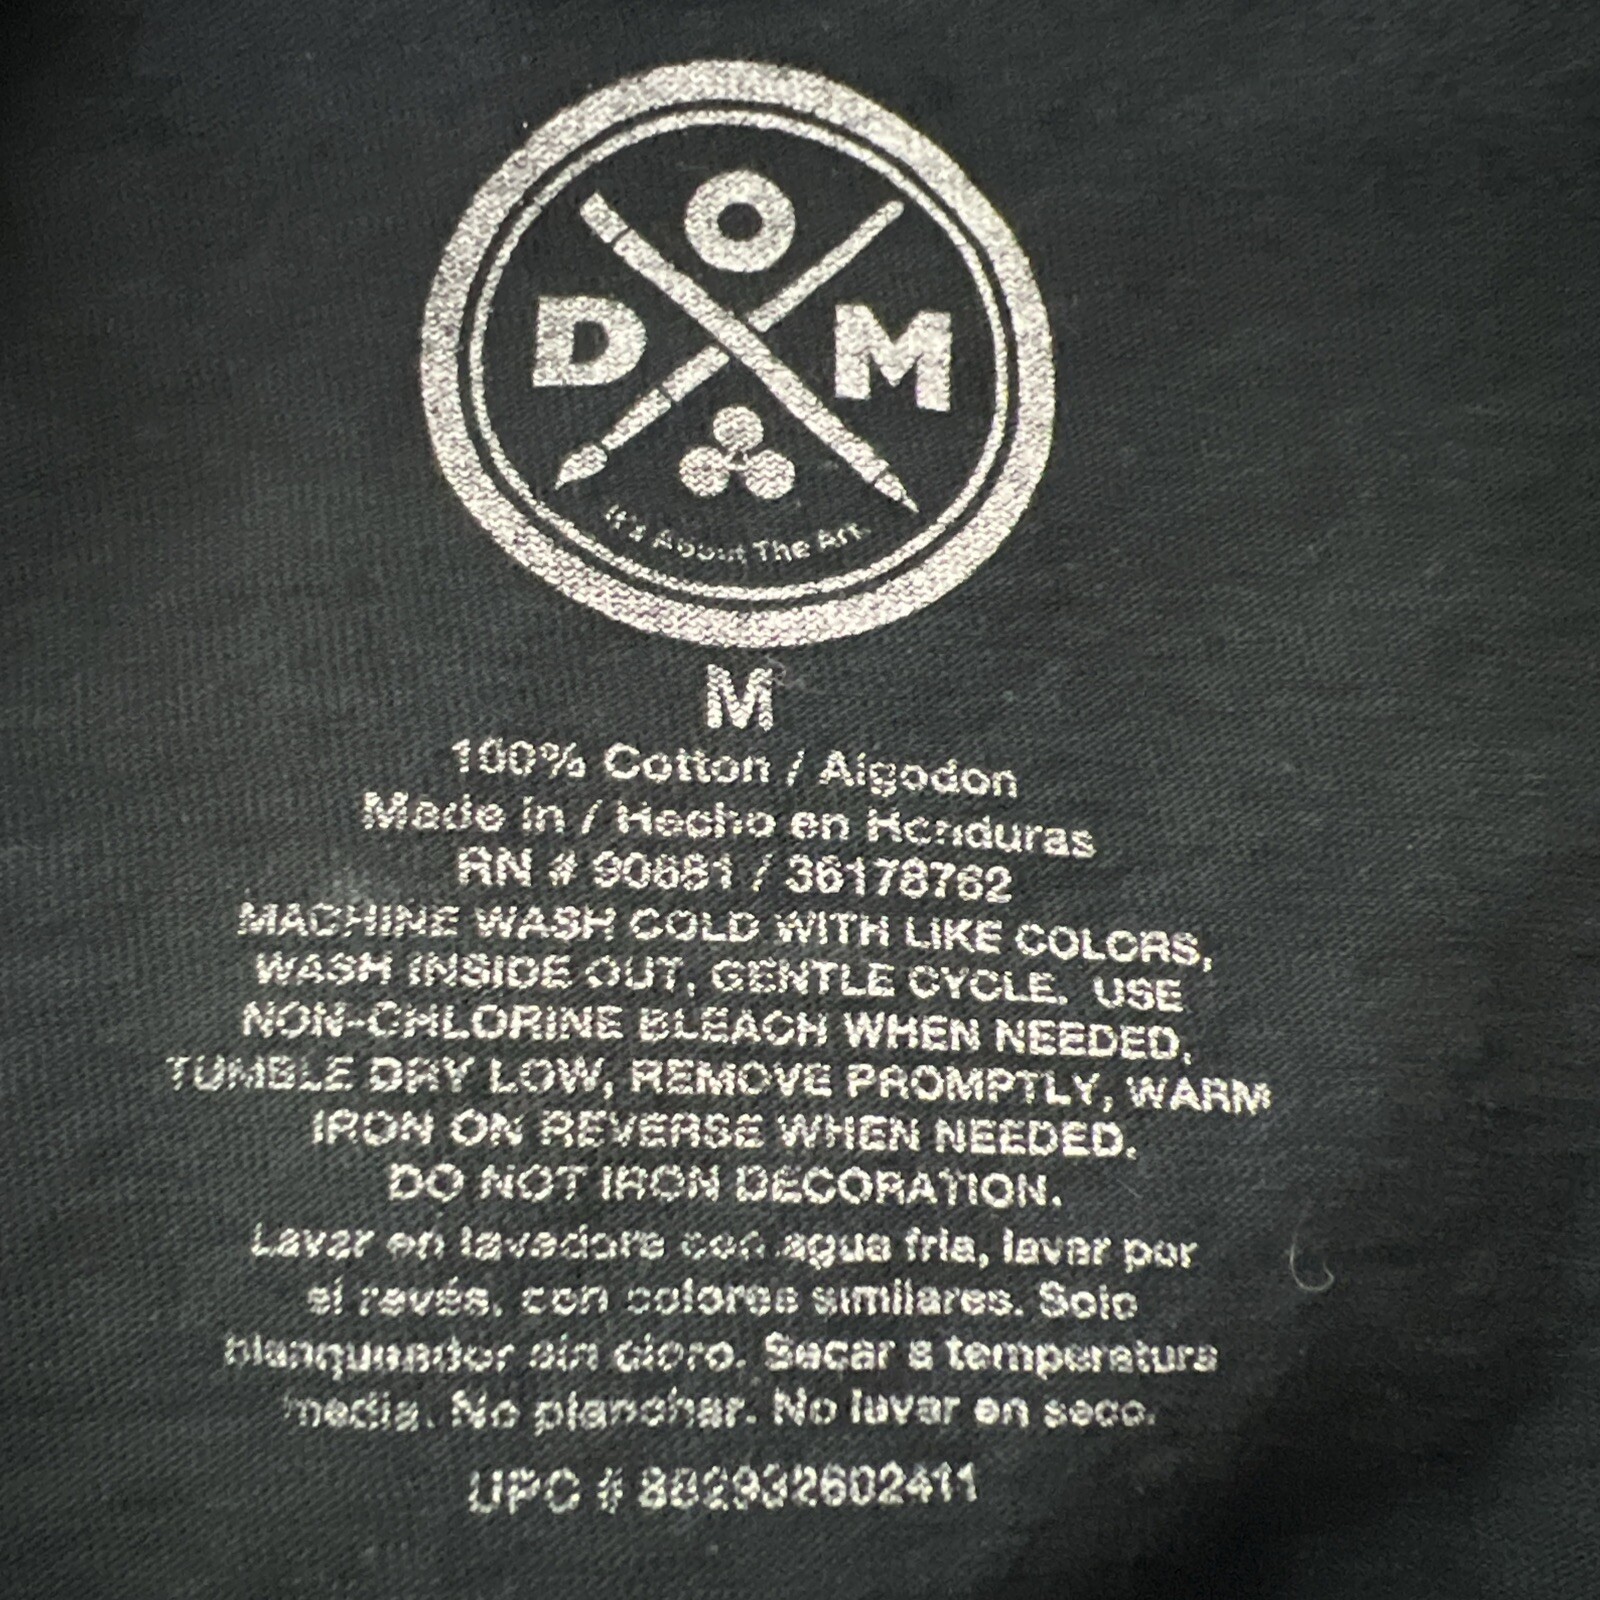 D O M
It's About The Art.
M
100% Cotton / Algodon
Made in / Hecho en Honduras
RN # 90681 / 36178762
MACHINE WASH COLD WITH LIKE COLORS,
WASH INSIDE OUT, GENTLE CYCLE. USE
NON-CHLORINE BLEACH WHEN NEEDED,
TUMBLE DRY LOW, REMOVE PROMPTLY, WARM
IRON ON REVERSE WHEN NEEDED.
DO NOT IRON DECORATION.
Lavar en lavadora con agua fria, lavar por
el revés, con colores similares. Solo
blanqueador sin cloro. Secar a temperatura
media. No planchar. No lavar en seco.
UPC # 882932602411